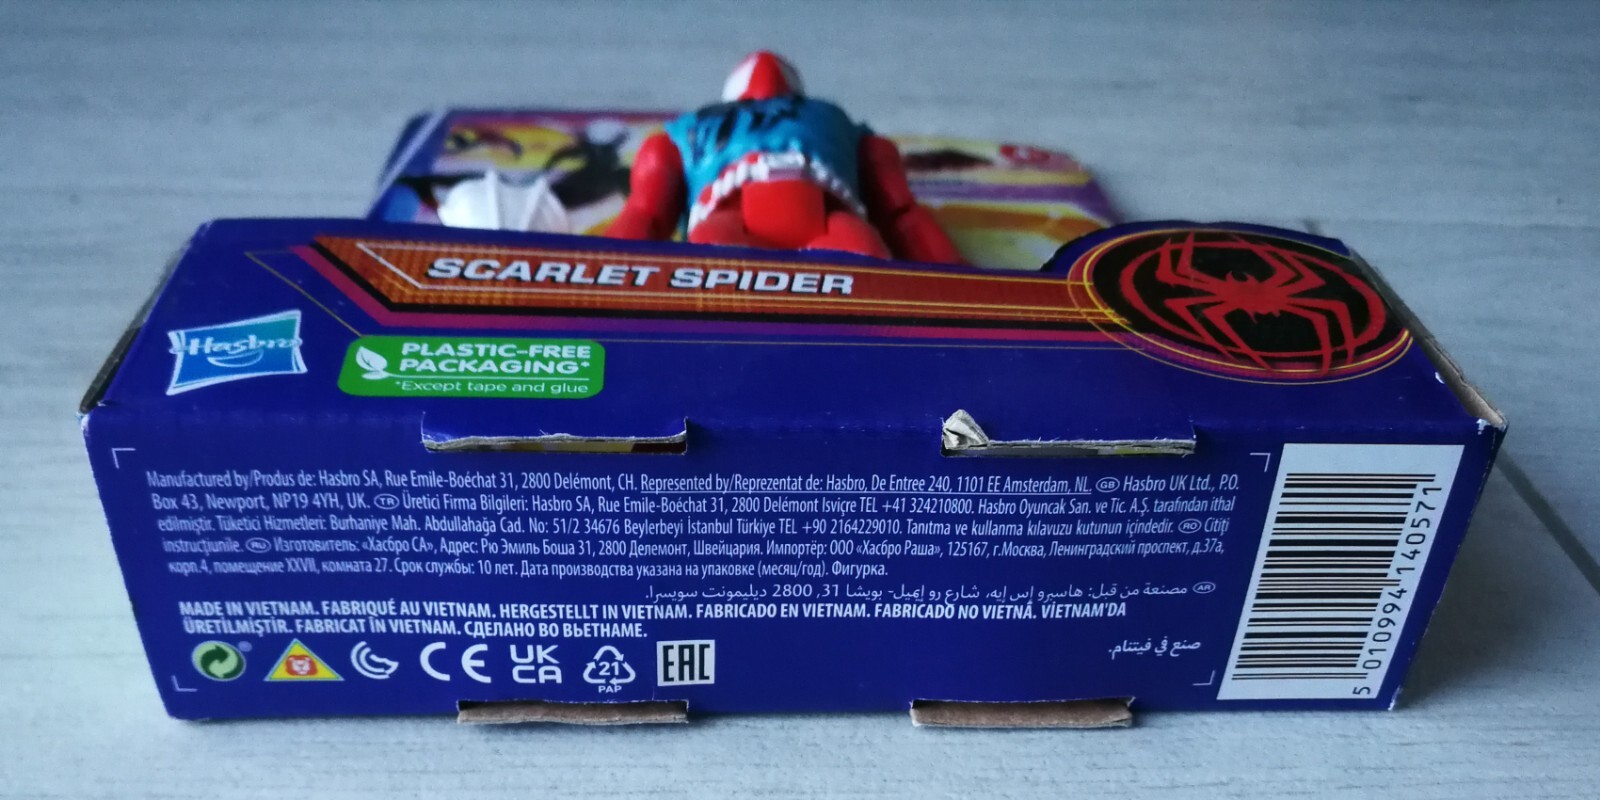 SCARLET SPIDER
Hasbro
PLASTIC-FREE
PACKAGING*
*Except tape and glue
Manufactured by/Produs de: Hasbro SA, Rue Emile-Boéchat 31, 2800 Delémont, CH. Represented by/Reprezentat de: Hasbro, De Entree 240, 1101 EE Amsterdam, NL. GB Hasbro UK Ltd., P.O.
Box 43, Newport, NP19 4YH, UK. TR Üretici Firma Bilgileri: Hasbro SA, Rue Emile-Boéchat 31, 2800 Delémont Isviçre TEL +41 324210800. Hasbro Oyuncak San. ve Tic. A.Ş. tarafından ithal
edilmiştir. Tüketici Hizmetleri: Burhaniye Mah. Abdullahağa Cad. No: 51/2 34676 Beylerbeyi İstanbul Türkiye TEL +90 2164229010. Tanıtma ve kullanma kılavuzu kutunun içindedir. RO Citiți
instrucțiunile. RU Изготовитель: «Хасбро СА», Адрес: Рю Эмиль Боша 31, 2800 Делемонт, Швейцария. Импортёр: ООО «Хасбро Раша», 125167, г.Москва, Ленинградский проспект, д.37а,
корп.4, помещение XXVII, комната 27. Срок службы: 10 лет. Дата производства указана на упаковке (месяц/год). Фигурка.
AR مصنعة من قبل: هاسبرو إس إيه، شارع رو إيميل- بويشا 31, 2800 ديليمونت سويسرا.
MADE IN VIETNAM. FABRIQUÉ AU VIETNAM. HERGESTELLT IN VIETNAM. FABRICADO EN VIETNAM. FABRICADO NO VIETNÃ. VİETNAM'DA
ÜRETILMIŞTIR. FABRICAT ÎN VIETNAM. СДЕЛАНО ВО ВЬЕТНАМЕ.
صنع في فيتنام.
CE UK CA 21 PAP EAC
5 010994 140571